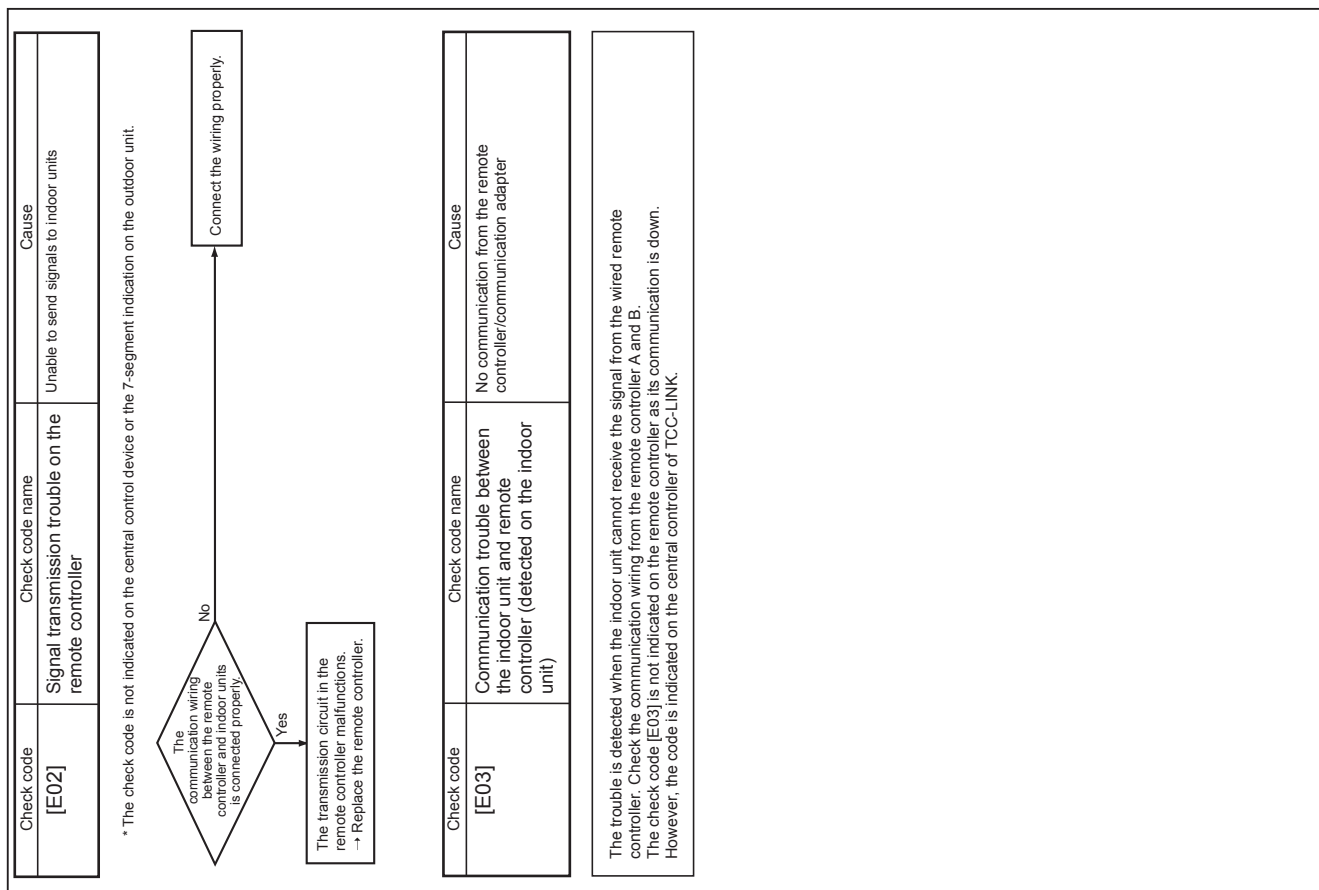 Check code
Check code name
Cause
[E02]
Signal transmission trouble on the
remote controller
Unable to send signals to indoor units
* The check code is not indicated on the central control device or the 7-segment indication on the outdoor unit.
The
communication wiring
between the remote
controller and indoor units
is connected properly.
No
Connect the wiring properly.
Yes
The transmission circuit in the
remote controller malfunctions.
→ Replace the remote controller.
Check code
Check code name
Cause
[E03]
Communication trouble between
the indoor unit and remote
controller (detected on the indoor
unit)
No communication from the remote
controller/communication adapter
The trouble is detected when the indoor unit cannot receive the signal from the wired remote
controller. Check the communication wiring from the remote controller A and B.
The check code [E03] is not indicated on the remote controller as its communication is down.
However, the code is indicated on the central controller of TCC-LINK.